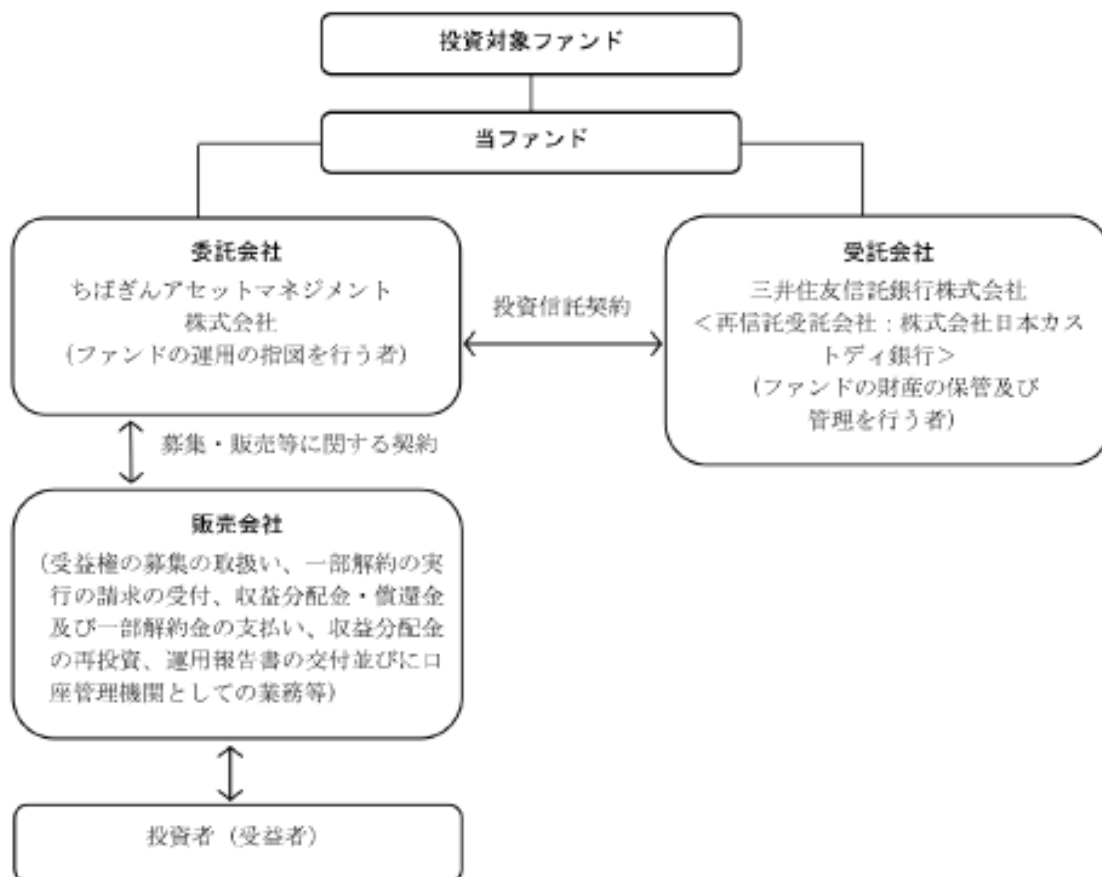 投資対象ファンド
当ファンド
委託会社
ちばぎんアセットマネジメント
株式会社
(ファンドの運用の指図を行う者)
投資信託契約
受託会社
三井住友信託銀行株式会社
＜再信託受託会社：株式会社日本カス
トディ銀行＞
(ファンドの財産の保管及び
管理を行う者)
募集・販売等に関する契約
販売会社
(受益権の募集の取扱い、一部解約の実
行の請求の受付、収益分配金・償還金
及び一部解約金の支払い、収益分配金
の再投資、運用報告書の交付並びに口
座管理機関としての業務等)
投資者（受益者）